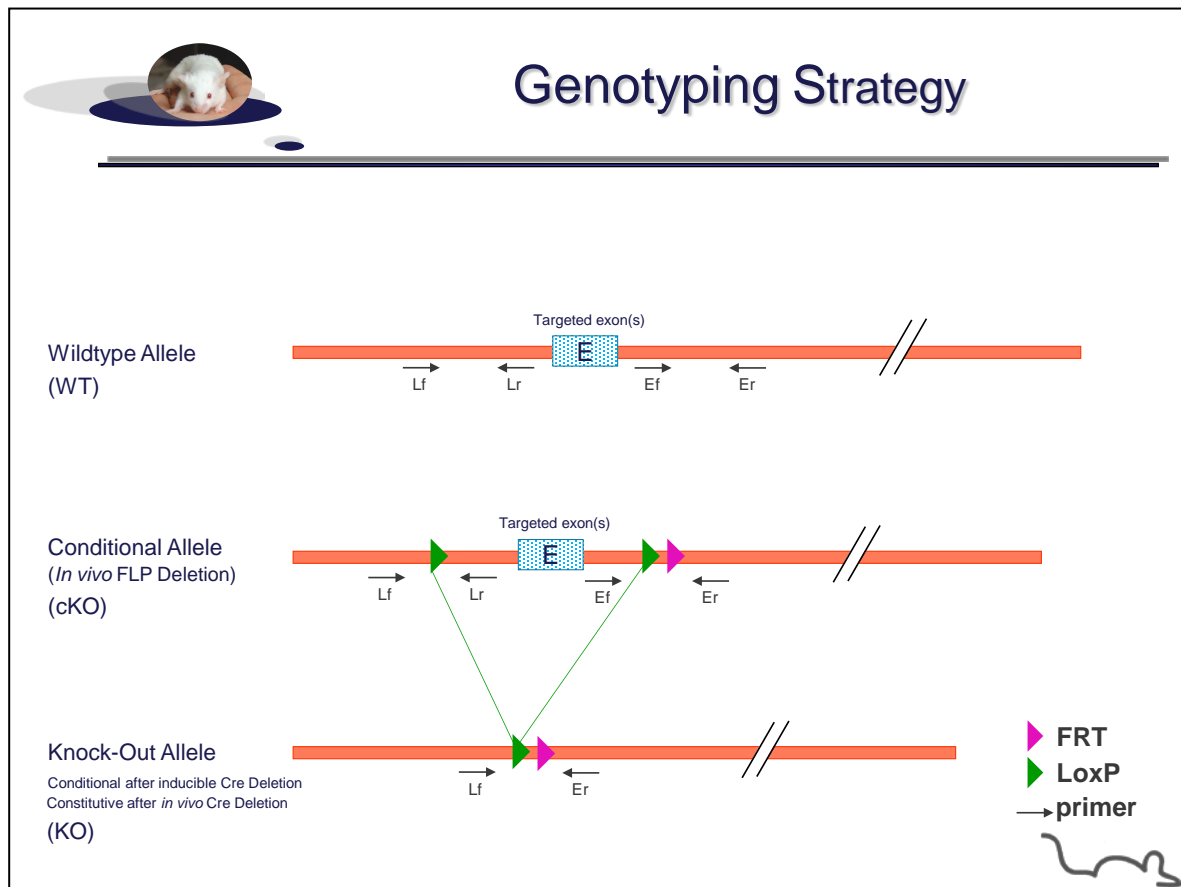 Genotyping Strategy
Targeted exon(s)
Wildtype Allele
(WT)
E
Lf
Lr
Ef
Er
Targeted exon(s)
Conditional Allele
(In vivo FLP Deletion)
(cKO)
E
Lf
Lr
Ef
Er
Knock-Out Allele
Conditional after inducible Cre Deletion
Constitutive after in vivo Cre Deletion
(KO)
Lf
Er
FRT
LoxP
primer